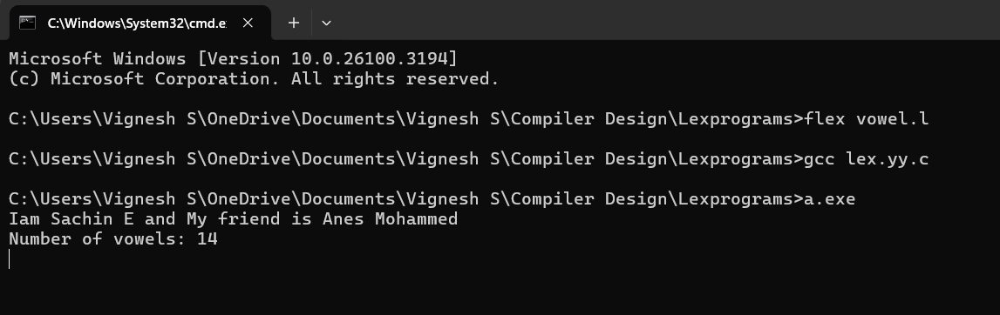 C:\Windows\System32\cmd.e
Microsoft Windows [Version 10.0.26100.3194]
(c) Microsoft Corporation. All rights reserved.
C:\Users\Vignesh S\OneDrive\Documents\Vignesh S\Compiler Design\Lexprograms>flex vowel.l
C:\Users\Vignesh S\OneDrive\Documents\Vignesh S\Compiler Design\Lexprograms>gcc lex.yy.c
C:\Users\Vignesh S\OneDrive\Documents\Vignesh S\Compiler Design\Lexprograms>a.exe
Iam Sachin E and My friend is Anes Mohammed
Number of vowels: 14